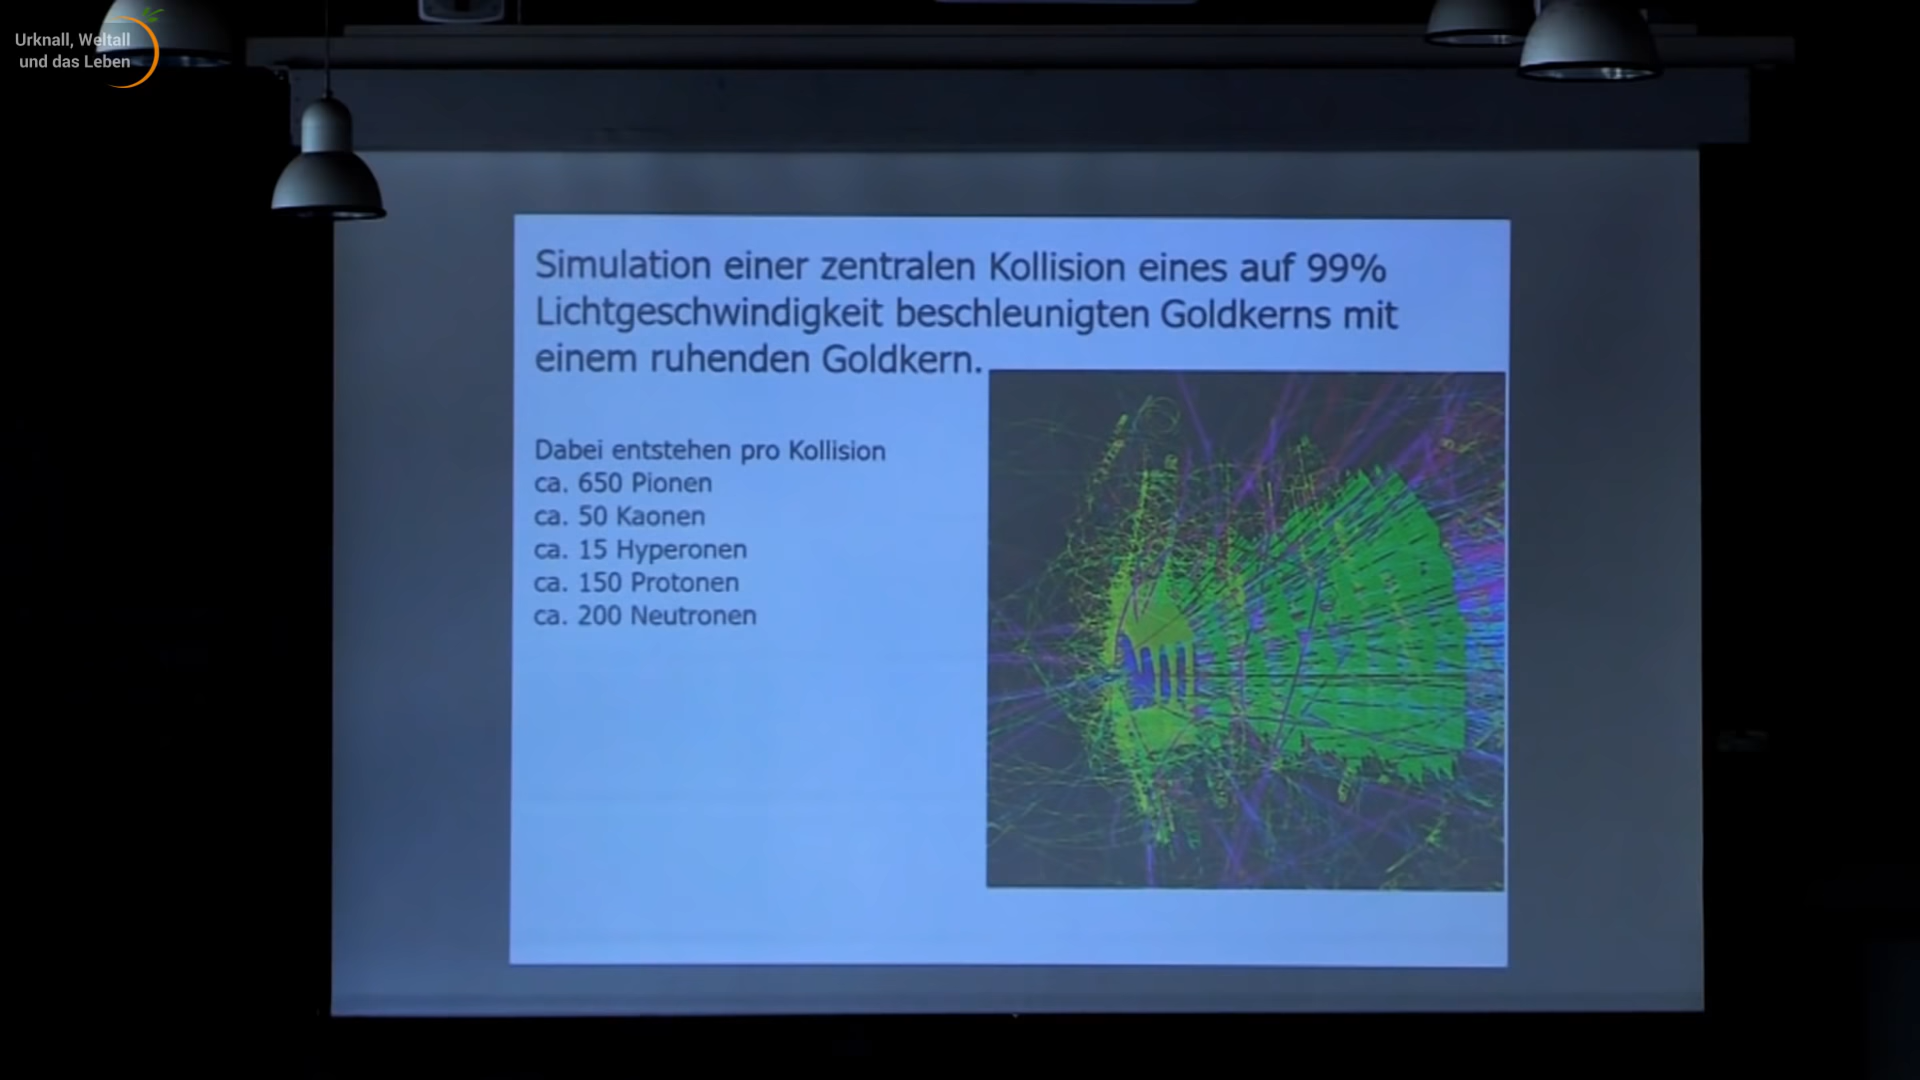 Urknall, Weltall
und das Leben
Simulation einer zentralen Kollision eines auf 99%
Lichtgeschwindigkeit beschleunigten Goldkerns mit
einem ruhenden Goldkern.
Dabei entstehen pro Kollision
ca. 650 Pionen
ca. 50 Kaonen
ca. 15 Hyperonen
ca. 150 Protonen
ca. 200 Neutronen